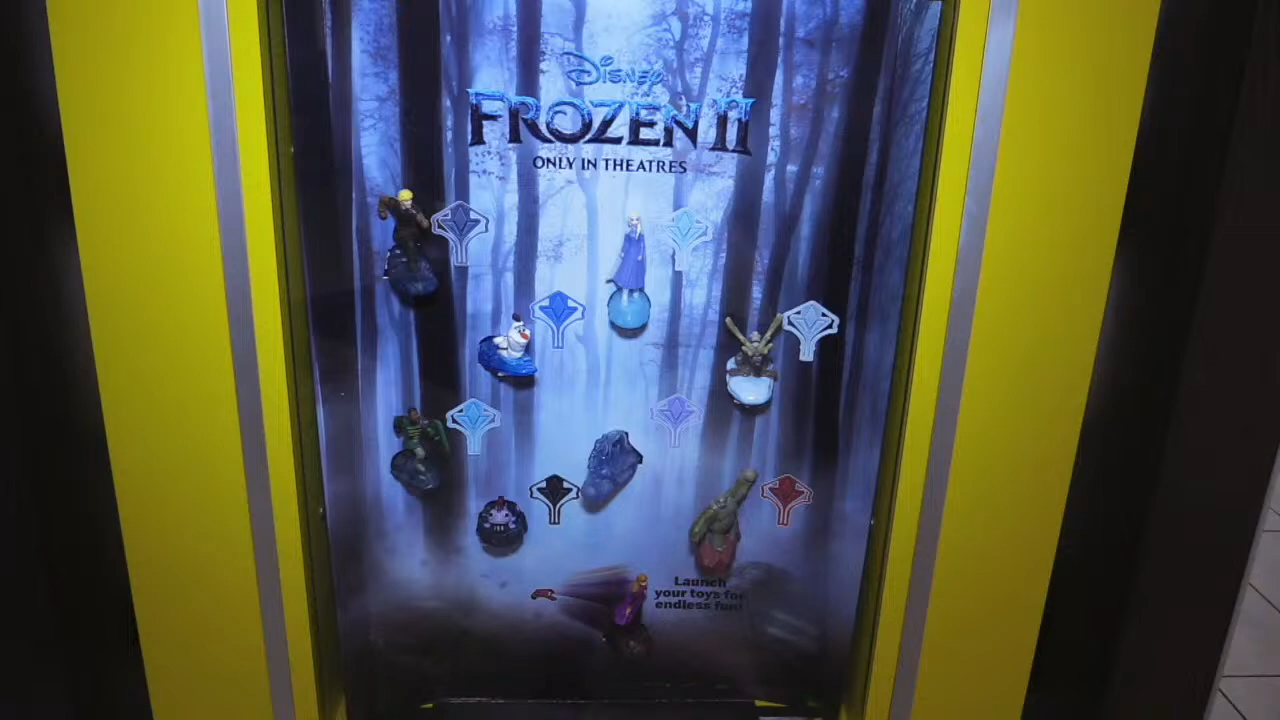 Disney
FROZEN II
ONLY IN THEATRES
Launch
your toys for
endless fun!